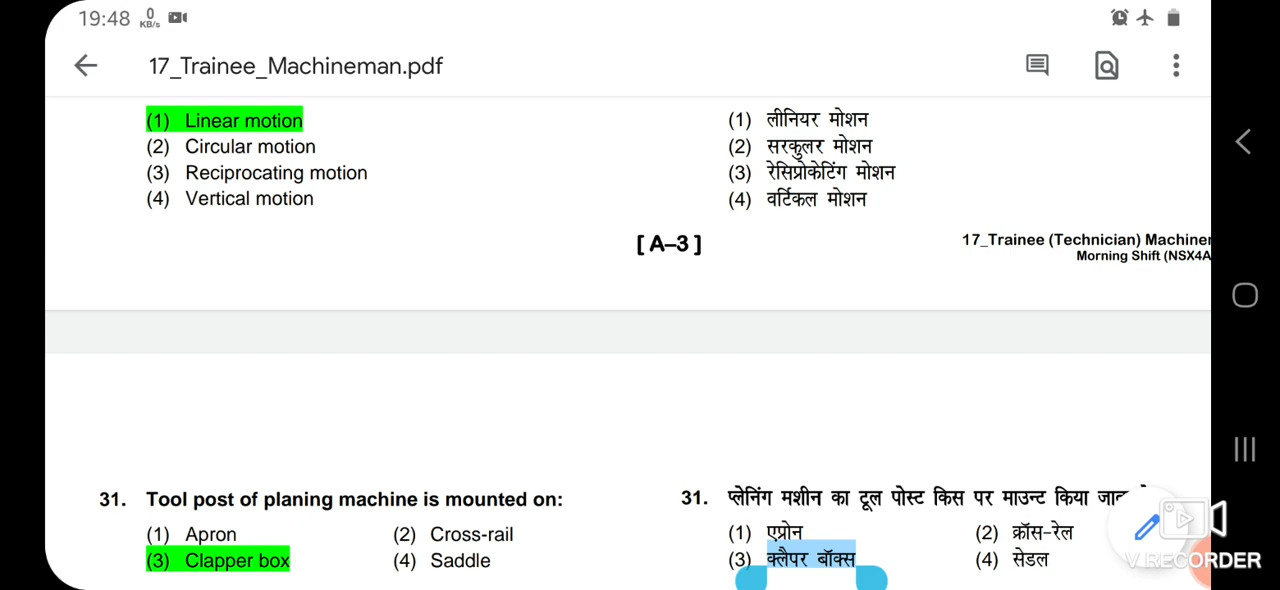 19:48 0 KB/s
17_Trainee_Machineman.pdf
(1) Linear motion
(2) Circular motion
(3) Reciprocating motion
(4) Vertical motion
(1) लीनियर मोशन
(2) सरकुलर मोशन
(3) रेसिप्रोकेटिंग मोशन
(4) वर्टिकल मोशन
[ A–3 ]
17_Trainee (Technician) Machine
Morning Shift (NSX4A
31. Tool post of planing machine is mounted on:
(1) Apron (2) Cross-rail
(3) Clapper box (4) Saddle
31. प्लेनिंग मशीन का टूल पोस्ट किस पर माउन्ट किया
(1) एप्रोन (2) क्रॉस-रेल
(3) क्लैपर बॉक्स (4) सेडल
V RECORDER